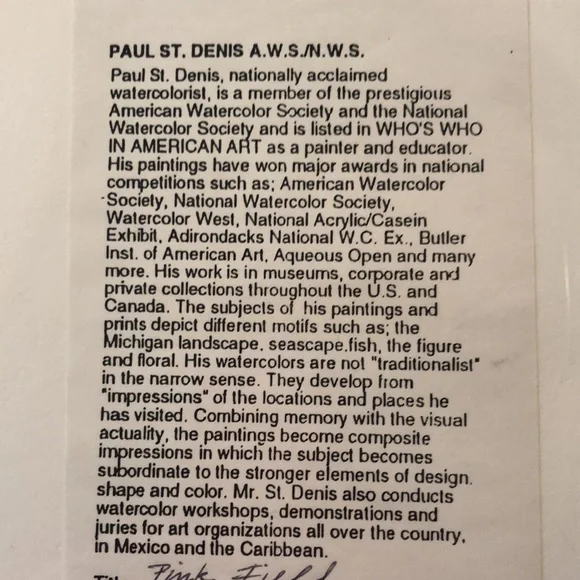 PAUL ST. DENIS A.W.S./N.W.S.
Paul St. Denis, nationally acclaimed
watercolorist, is a member of the prestigious
American Watercolor Society and the National
Watercolor Society and is listed in WHO'S WHO
IN AMERICAN ART as a painter and educator.
His paintings have won major awards in national
competitions such as; American Watercolor
Society, National Watercolor Society,
Watercolor West, National Acrylic/Casein
Exhibit, Adirondacks National W.C. Ex., Butler
Inst. of American Art, Aqueous Open and many
more. His work is in museums, corporate and
private collections throughout the U.S. and
Canada. The subjects of his paintings and
prints depict different motifs such as; the
Michigan landscape, seascape,fish, the figure
and floral. His watercolors are not "traditionalist"
in the narrow sense. They develop from
"impressions" of the locations and places he
has visited. Combining memory with the visual
actuality, the paintings become composite
impressions in which the subject becomes
subordinate to the stronger elements of design,
shape and color. Mr. St. Denis also conducts
watercolor workshops, demonstrations and
juries for art organizations all over the country,
in Mexico and the Caribbean.
Pink Field